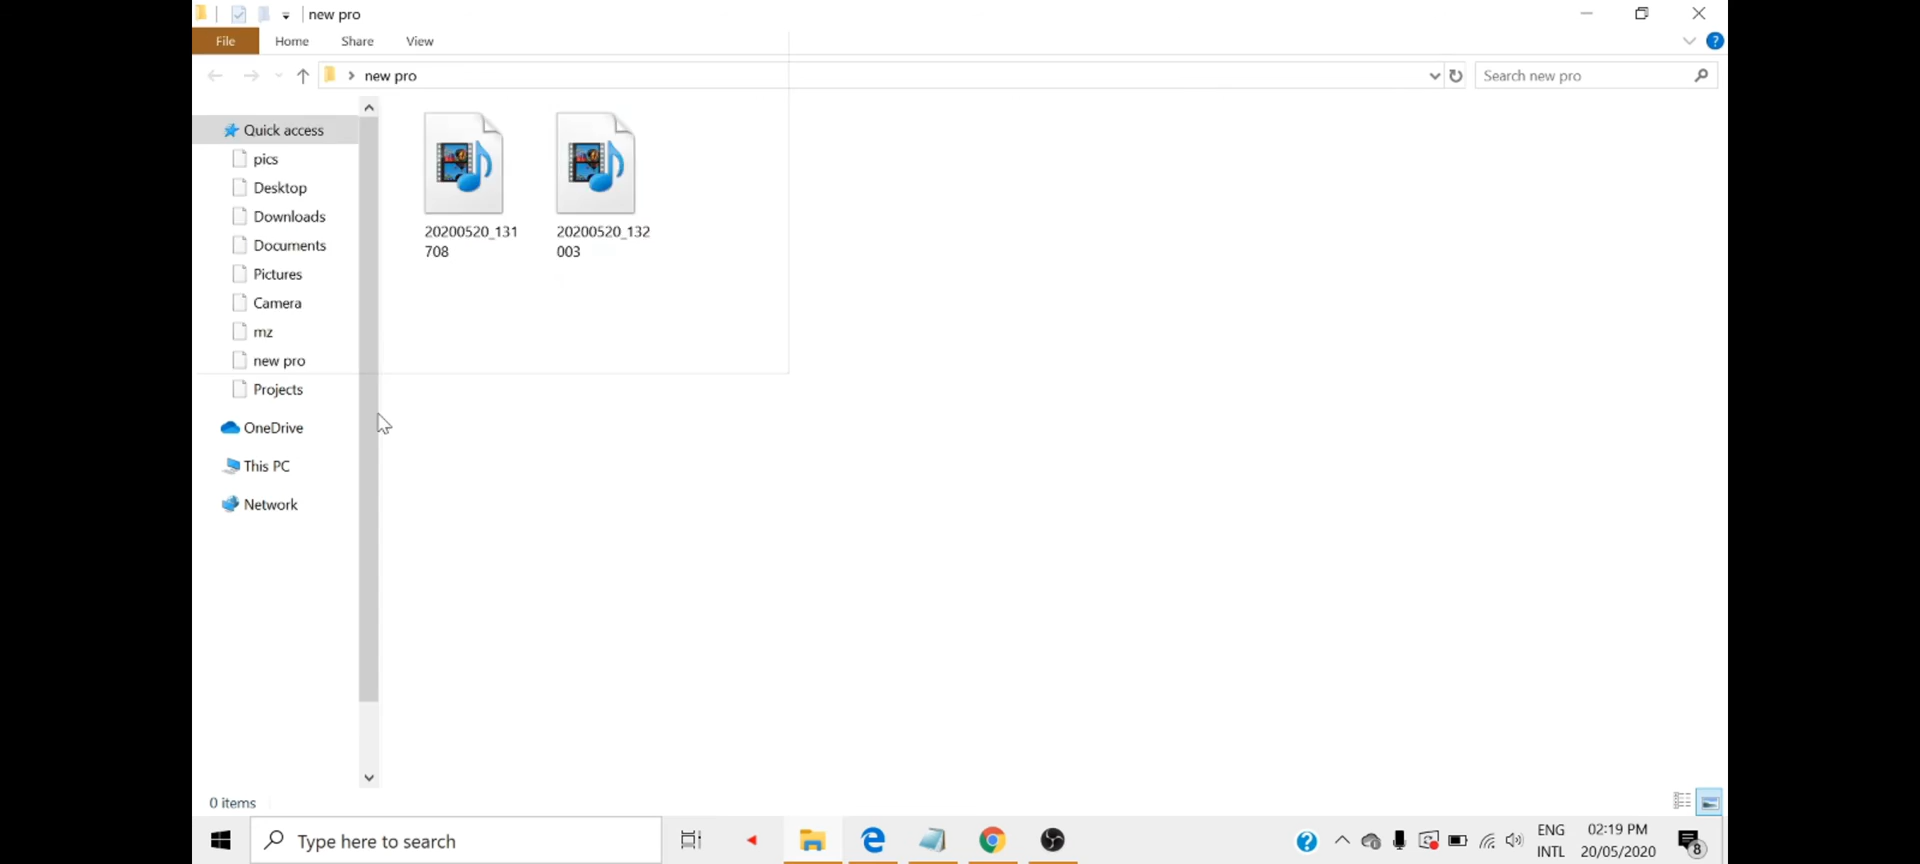 new pro
File Home Share View
new pro
Search new pro
Quick access
pics
Desktop
Downloads
Documents
Pictures
Camera
mz
new pro
Projects
OneDrive
This PC
Network
20200520_131
708
20200520_132
003
0 items
Type here to search
ENG
INTL
02:19 PM
20/05/2020
8